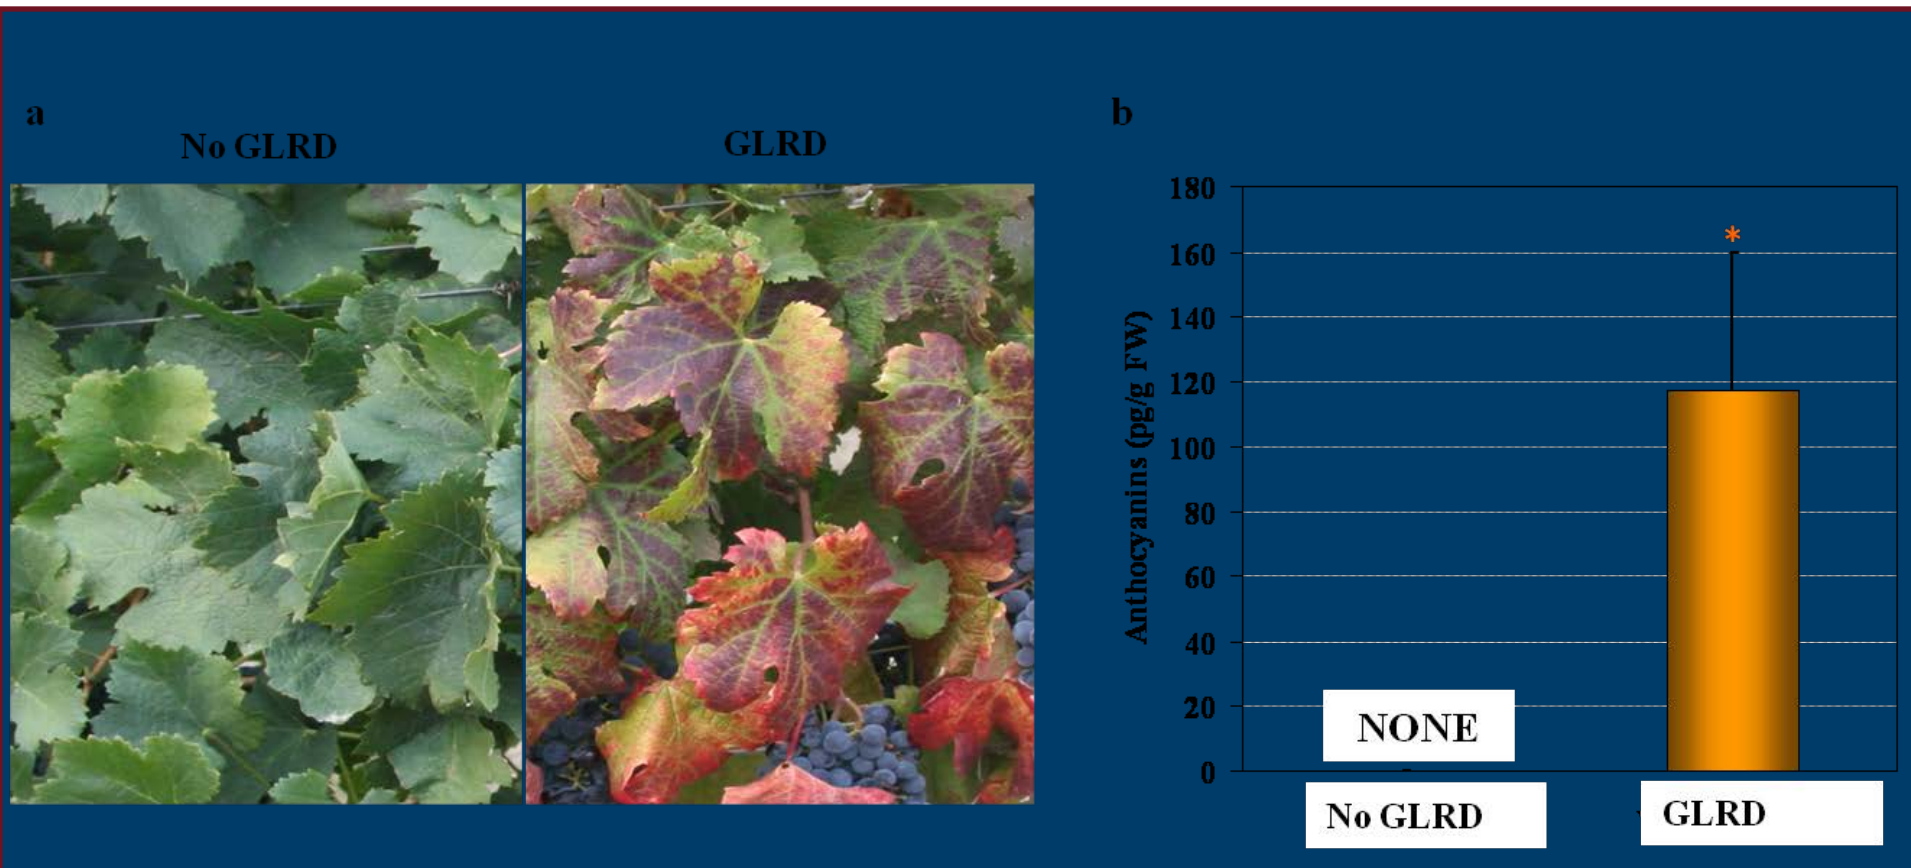 a
No GLRD
GLRD
b
180
160
140
120
100
80
60
40
20
0
Anthocyanins (pg/g FW)
*
NONE
No GLRD
GLRD